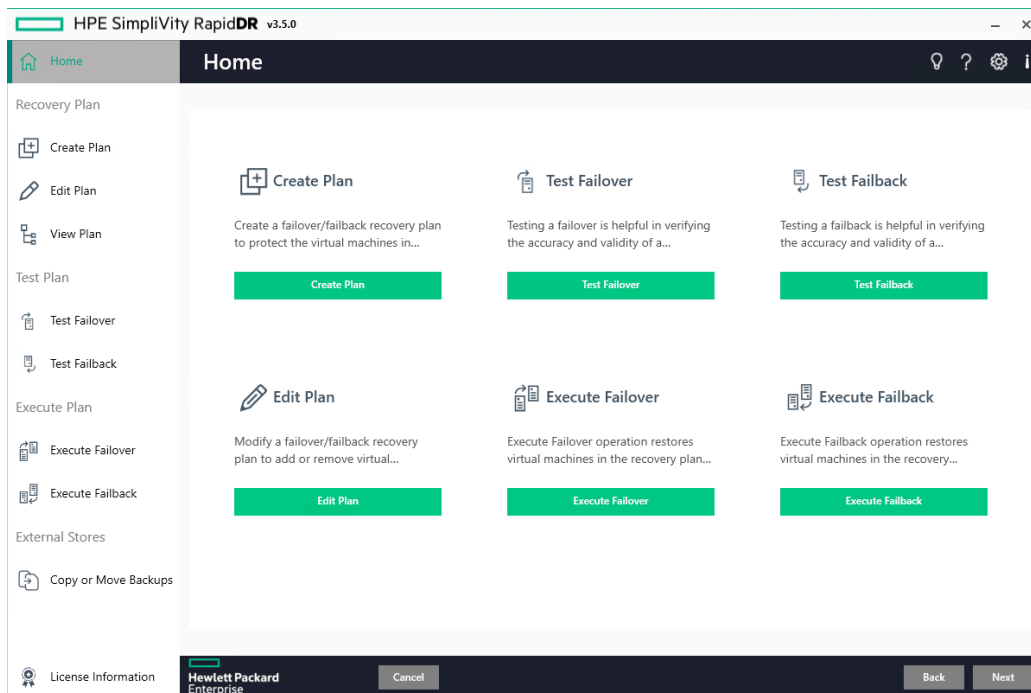 HPE SimpliVity RapidDR v3.5.0
Home
Recovery Plan
Create Plan
Edit Plan
View Plan
Test Plan
Test Failover
Test Failback
Execute Plan
Execute Failover
Execute Failback
External Stores
Copy or Move Backups
License Information
Home
Create Plan
Create a failover/failback recovery plan
to protect the virtual machines in...
Create Plan
Test Failover
Testing a failover is helpful in verifying
the accuracy and validity of a...
Test Failover
Test Failback
Testing a failback is helpful in verifying
the accuracy and validity of a...
Test Failback
Edit Plan
Modify a failover/failback recovery
plan to add or remove virtual...
Edit Plan
Execute Failover
Execute Failover operation restores
virtual machines in the recovery plan...
Execute Failover
Execute Failback
Execute Failback operation restores
virtual machines in the recovery...
Execute Failback
Hewlett Packard
Enterprise
Cancel
Back
Next